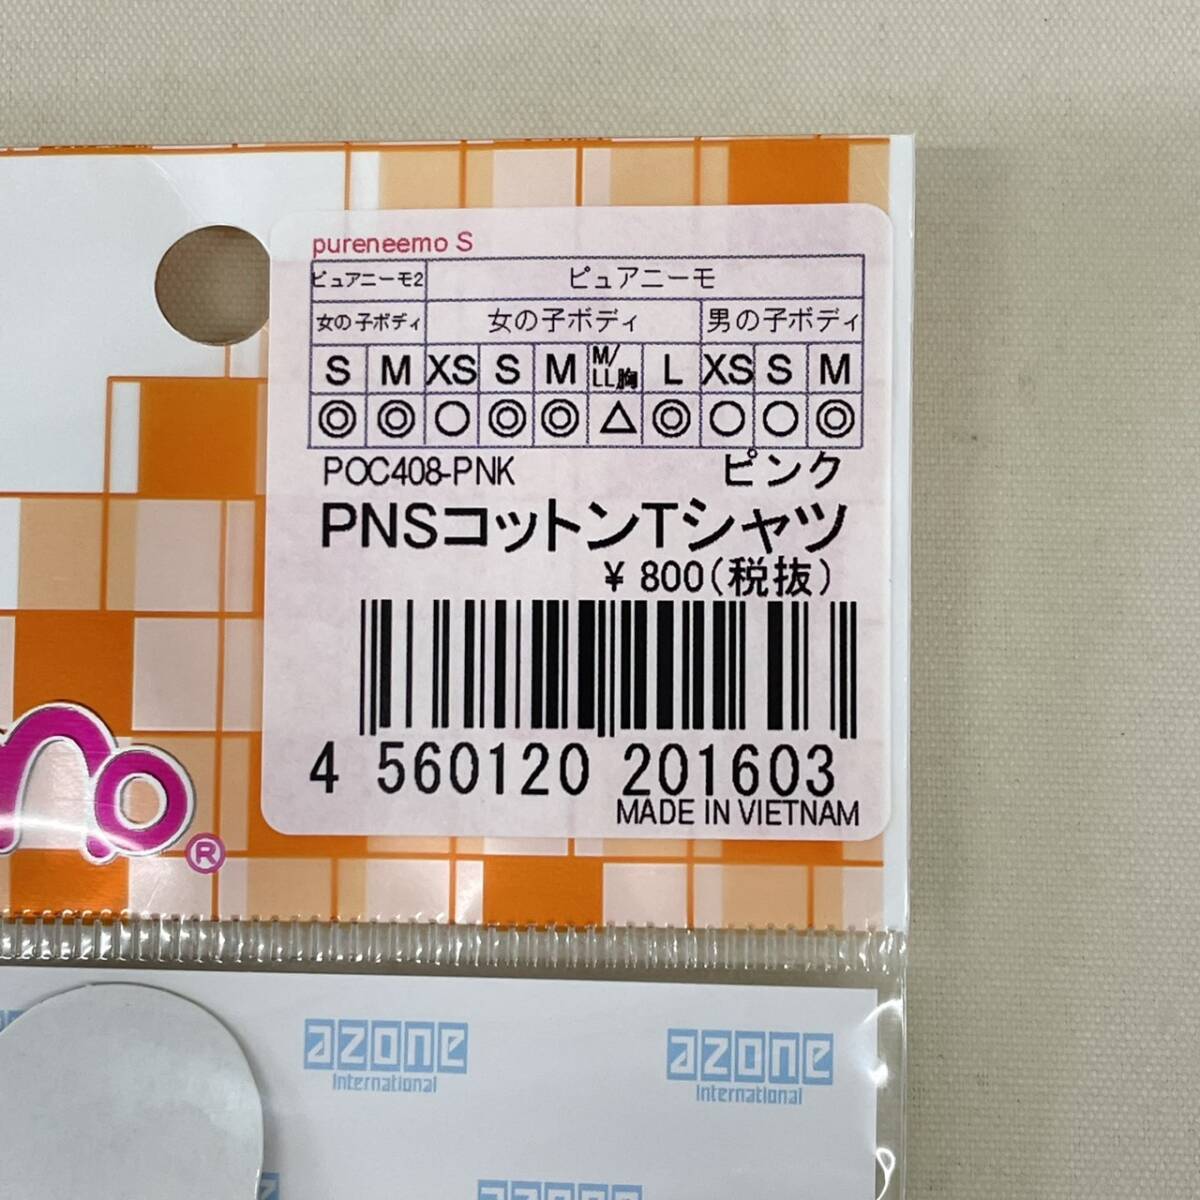 pureneemo S
ピュアニーモ2 ピュアニーモ
女の子ボディ 女の子ボディ 男の子ボディ
S M XS S M M/LL胸 L XS S M
◎ ◎ ○ ◎ ◎ △ ◎ ○ ○ ◎
POC408-PNK ピンク
PNSコットンTシャツ
¥ 800(税抜)
4 560120 201603
MADE IN VIETNAM
®
azone azone
international international
azone